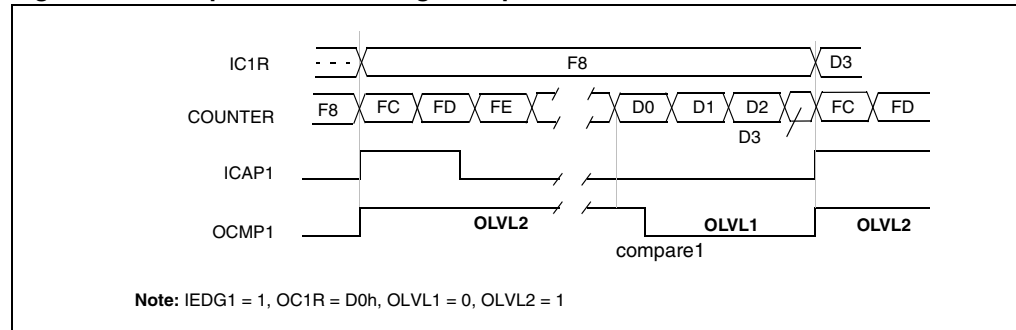 IC1R F8 D3
COUNTER F8 FC FD FE D0 D1 D2 FC FD
D3
ICAP1
OCMP1 OLVL2 OLVL1 OLVL2
compare1
Note: IEDG1 = 1, OC1R = D0h, OLVL1 = 0, OLVL2 = 1